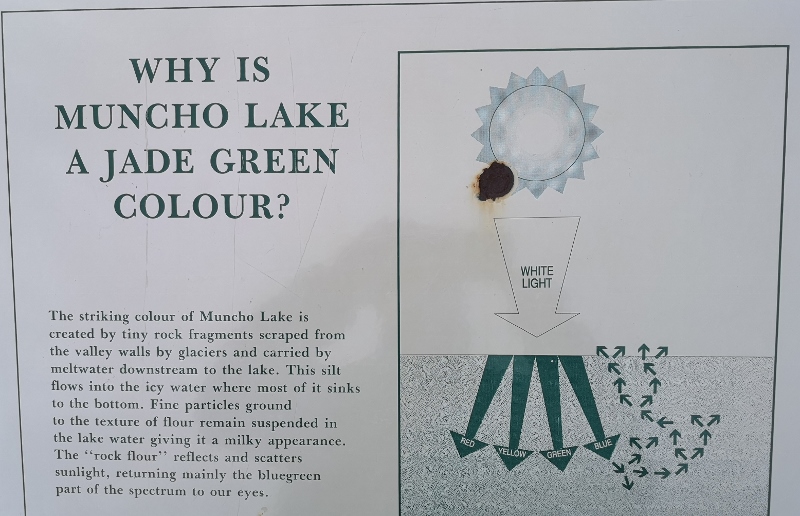 WHY IS
MUNCHO LAKE
A JADE GREEN
COLOUR?
The striking colour of Muncho Lake is
created by tiny rock fragments scraped from
the valley walls by glaciers and carried by
meltwater downstream to the lake. This silt
flows into the icy water where most of it sinks
to the bottom. Fine particles ground
to the texture of flour remain suspended in
the lake water giving it a milky appearance.
The “rock flour” reflects and scatters
sunlight, returning mainly the bluegreen
part of the spectrum to our eyes.
WHITE
LIGHT
RED
YELLOW
GREEN
BLUE